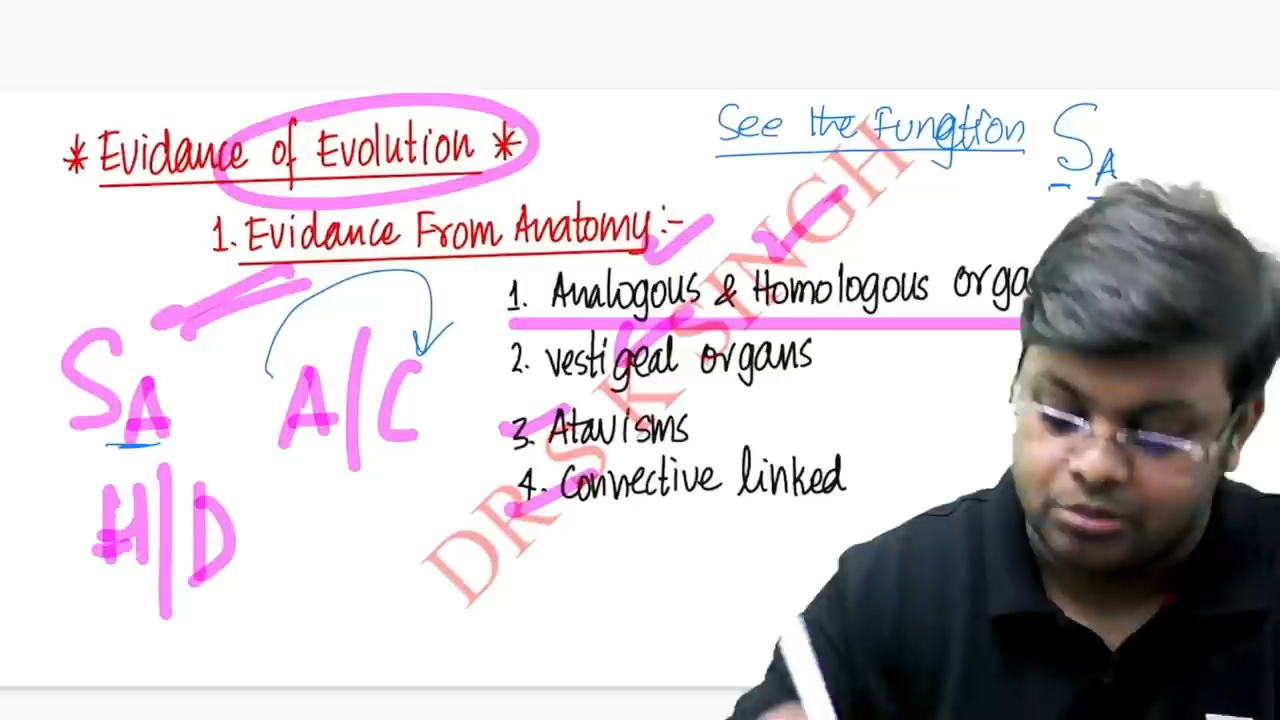 * Evidance of Evolution *
See the Fungtion SA
1. Evidance From Anatomy:-
1. Analogous & Homologous orga
2. vestigeal organs
3. Atavisms
4. Connective linked
SA
A/C
H/D
DR S K SINGH